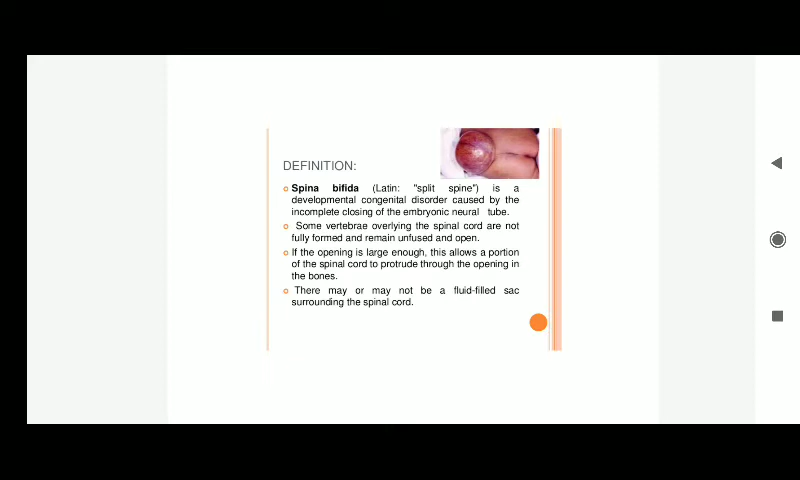 DEFINITION:
Spina bifida (Latin: "split spine") is a
developmental congenital disorder caused by the
incomplete closing of the embryonic neural tube.
Some vertebrae overlying the spinal cord are not
fully formed and remain unfused and open.
If the opening is large enough, this allows a portion
of the spinal cord to protrude through the opening in
the bones.
There may or may not be a fluid-filled sac
surrounding the spinal cord.